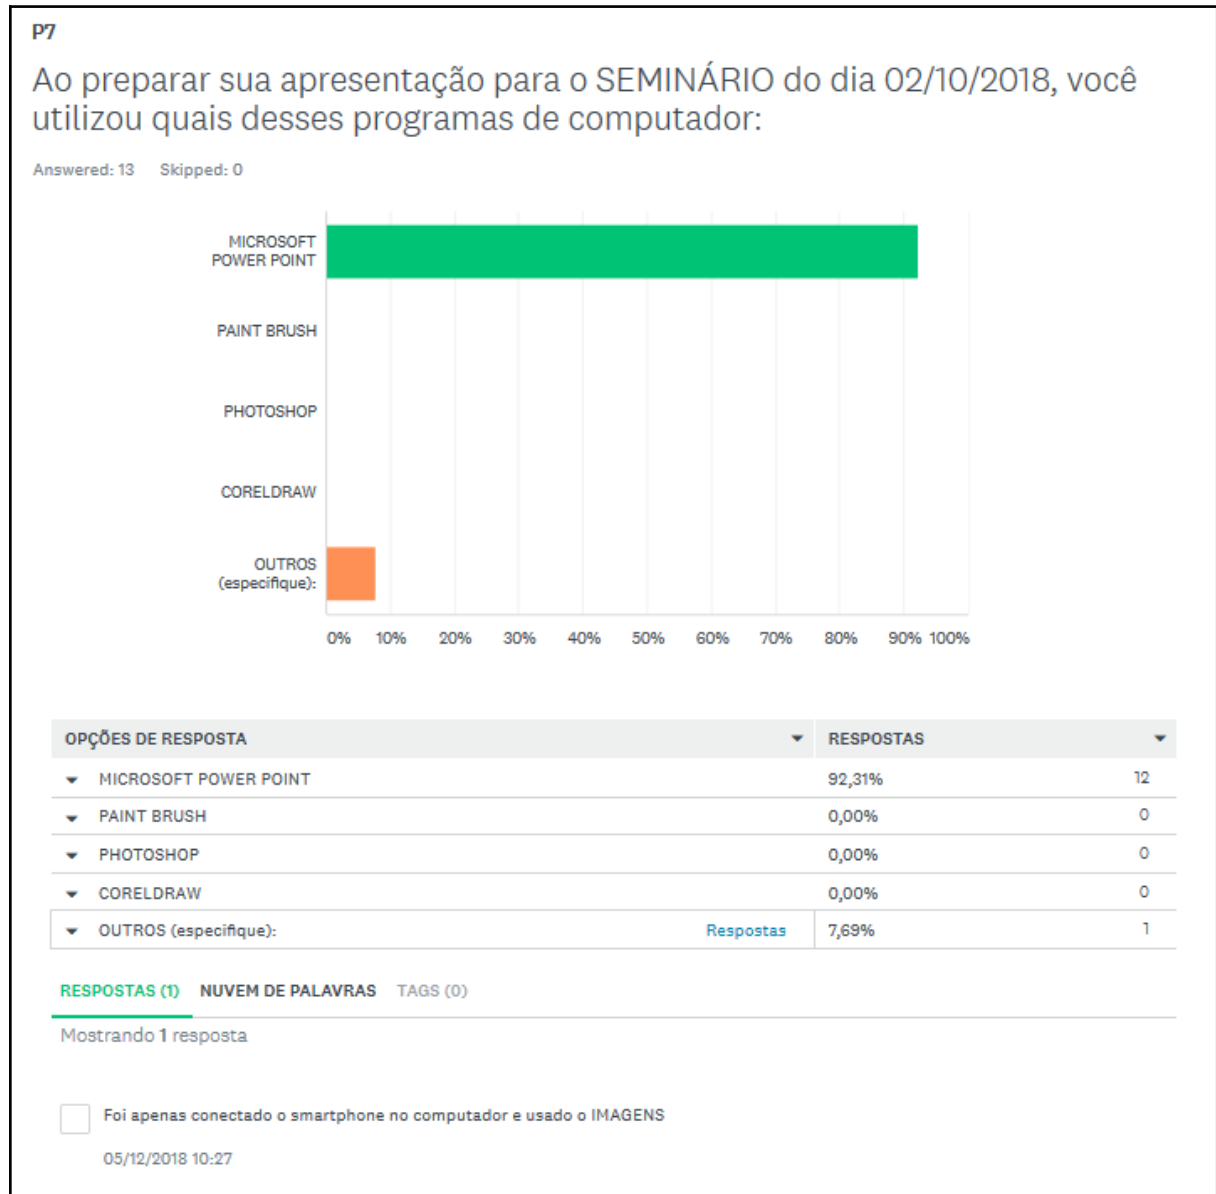 P7
Ao preparar sua apresentação para o SEMINÁRIO do dia 02/10/2018, você
utilizou quais desses programas de computador:
Answered: 13 Skipped: 0
MICROSOFT
POWER POINT
PAINT BRUSH
PHOTOSHOP
CORELDRAW
OUTROS
(especifique):
0% 10% 20% 30% 40% 50% 60% 70% 80% 90% 100%
OPÇÕES DE RESPOSTA RESPOSTAS
MICROSOFT POWER POINT 92,31% 12
PAINT BRUSH 0,00% 0
PHOTOSHOP 0,00% 0
CORELDRAW 0,00% 0
OUTROS (especifique): Respostas 7,69% 1
RESPOSTAS (1) NUVEM DE PALAVRAS TAGS (0)
Mostrando 1 resposta
Foi apenas conectado o smartphone no computador e usado o IMAGENS
05/12/2018 10:27